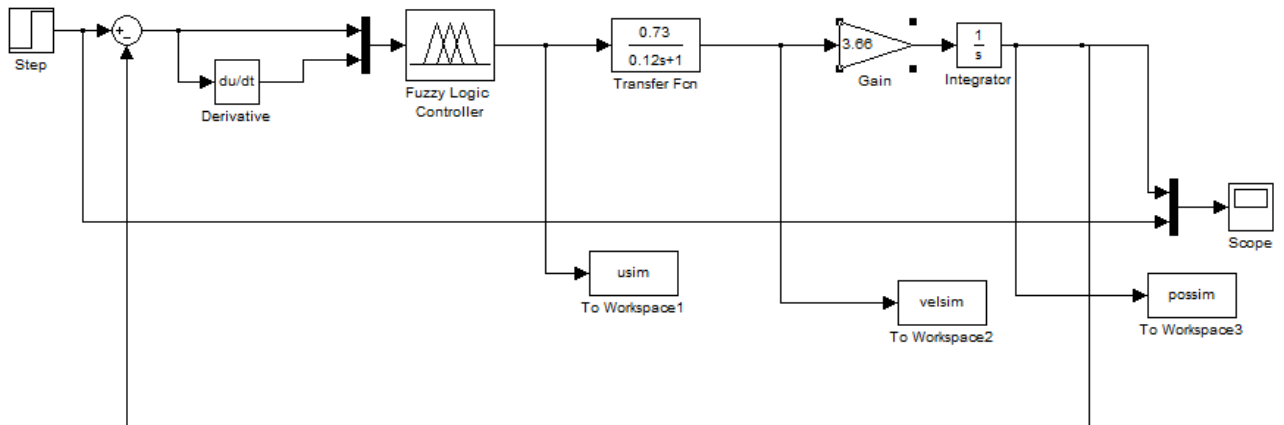 Step
+
-
du/dt
Derivative
Fuzzy Logic
Controller
0.73
0.12s+1
Transfer Fcn
3.66
Gain
1
s
Integrator
Scope
usim
To Workspace1
velsim
To Workspace2
possim
To Workspace3